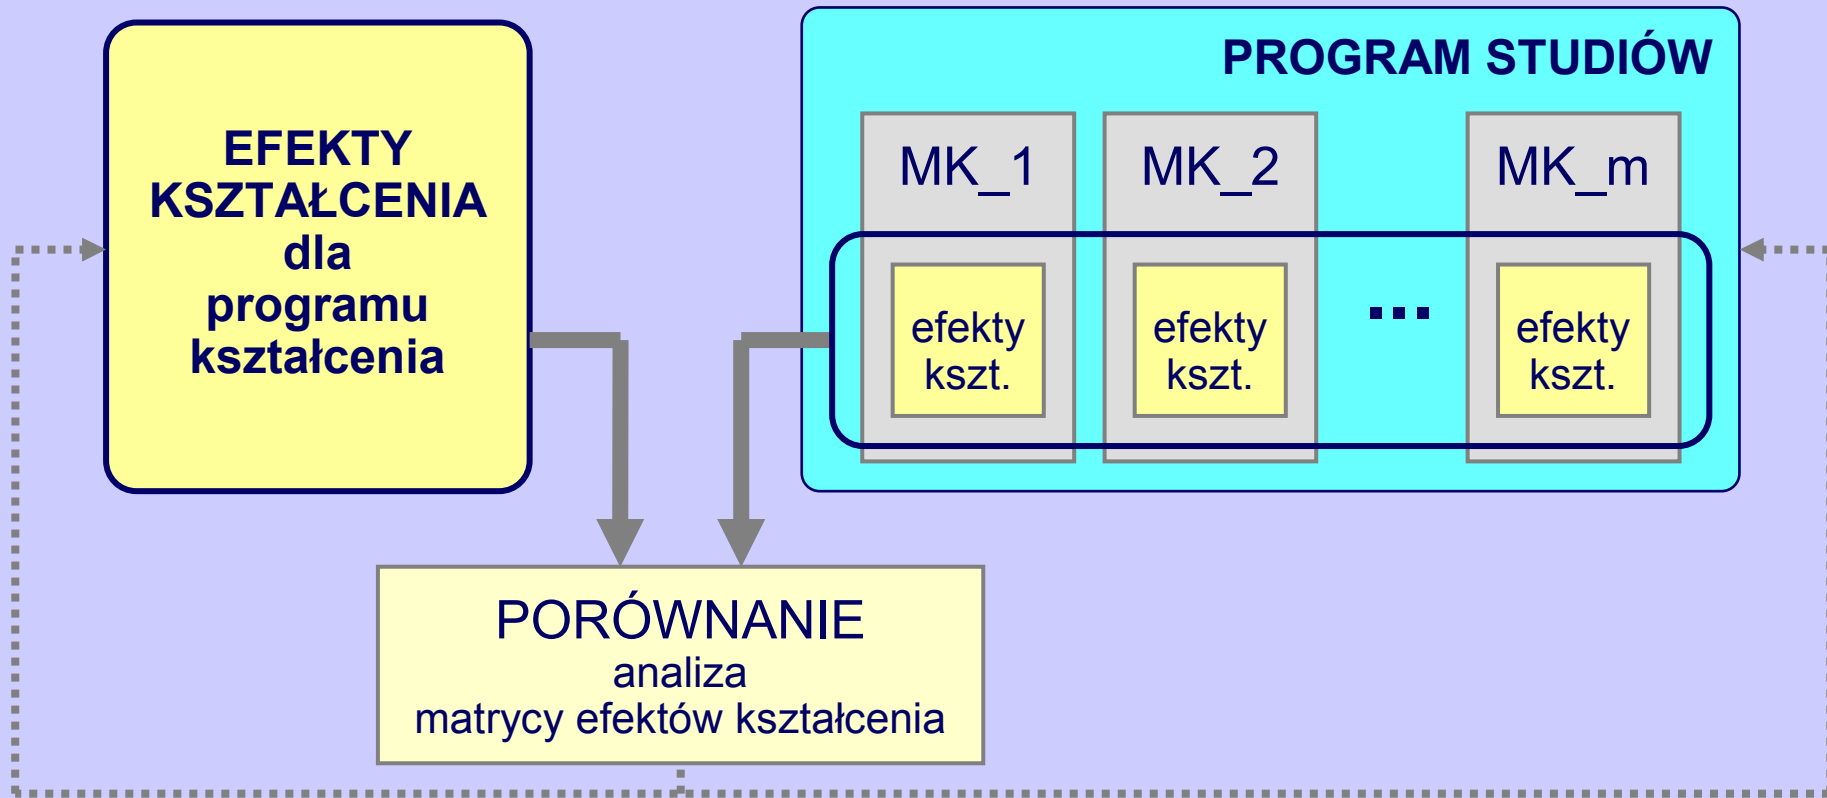 EFEKTY
KSZTAŁCENIA
dla
programu
kształcenia
PROGRAM STUDIÓW
MK_1
MK_2
MK_m
efekty
kszt.
efekty
kszt.
...
efekty
kszt.
PORÓWNANIE
analiza
matrycy efektów kształcenia